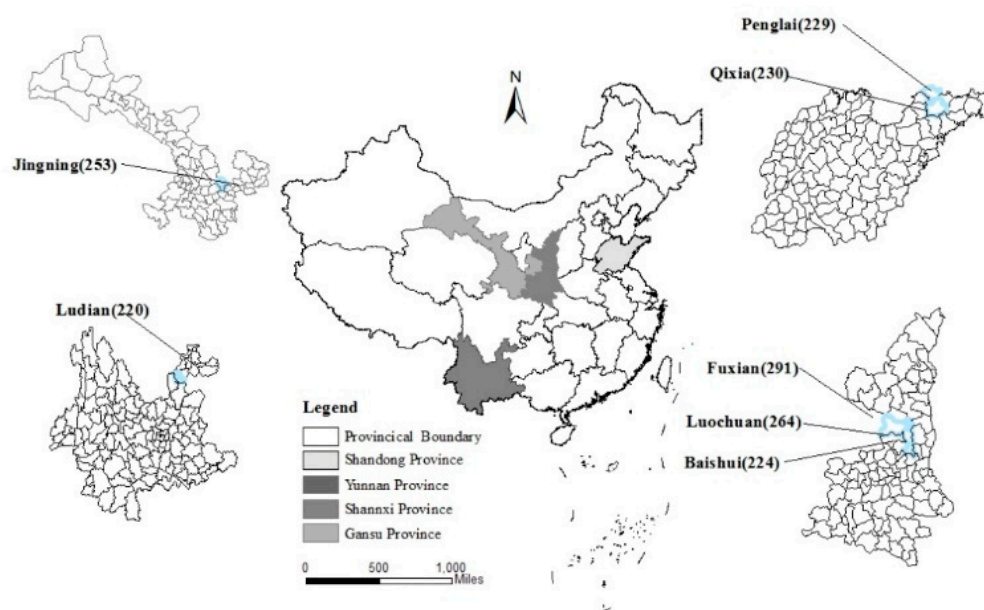 Penglai(229)
Qixia(230)
N
Jingning(253)
Ludian(220)
Fuxian(291)
Luochuan(264)
Baishui(224)
Legend
Provincical Boundary
Shandong Province
Yunnan Province
Shannxi Province
Gansu Province
0 500 1,000
Miles